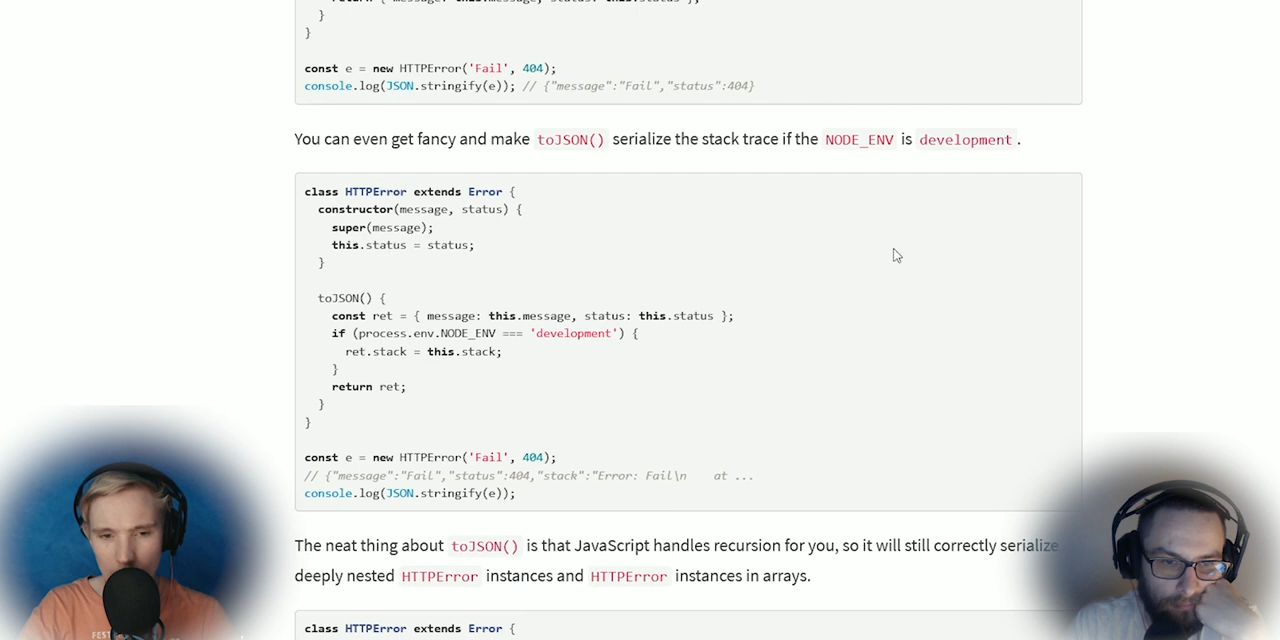 }
}
const e = new HTTPError('Fail', 404);
console.log(JSON.stringify(e)); // {"message":"Fail","status":404}
You can even get fancy and make toJSON() serialize the stack trace if the NODE_ENV is development.
class HTTPError extends Error {
constructor(message, status) {
super(message);
this.status = status;
}
toJSON() {
const ret = { message: this.message, status: this.status };
if (process.env.NODE_ENV === 'development') {
ret.stack = this.stack;
}
return ret;
}
}
const e = new HTTPError('Fail', 404);
// {"message":"Fail","status":404,"stack":"Error: Fail\n    at ...
console.log(JSON.stringify(e));
The neat thing about toJSON() is that JavaScript handles recursion for you, so it will still correctly serialize
deeply nested HTTPError instances and HTTPError instances in arrays.
class HTTPError extends Error {